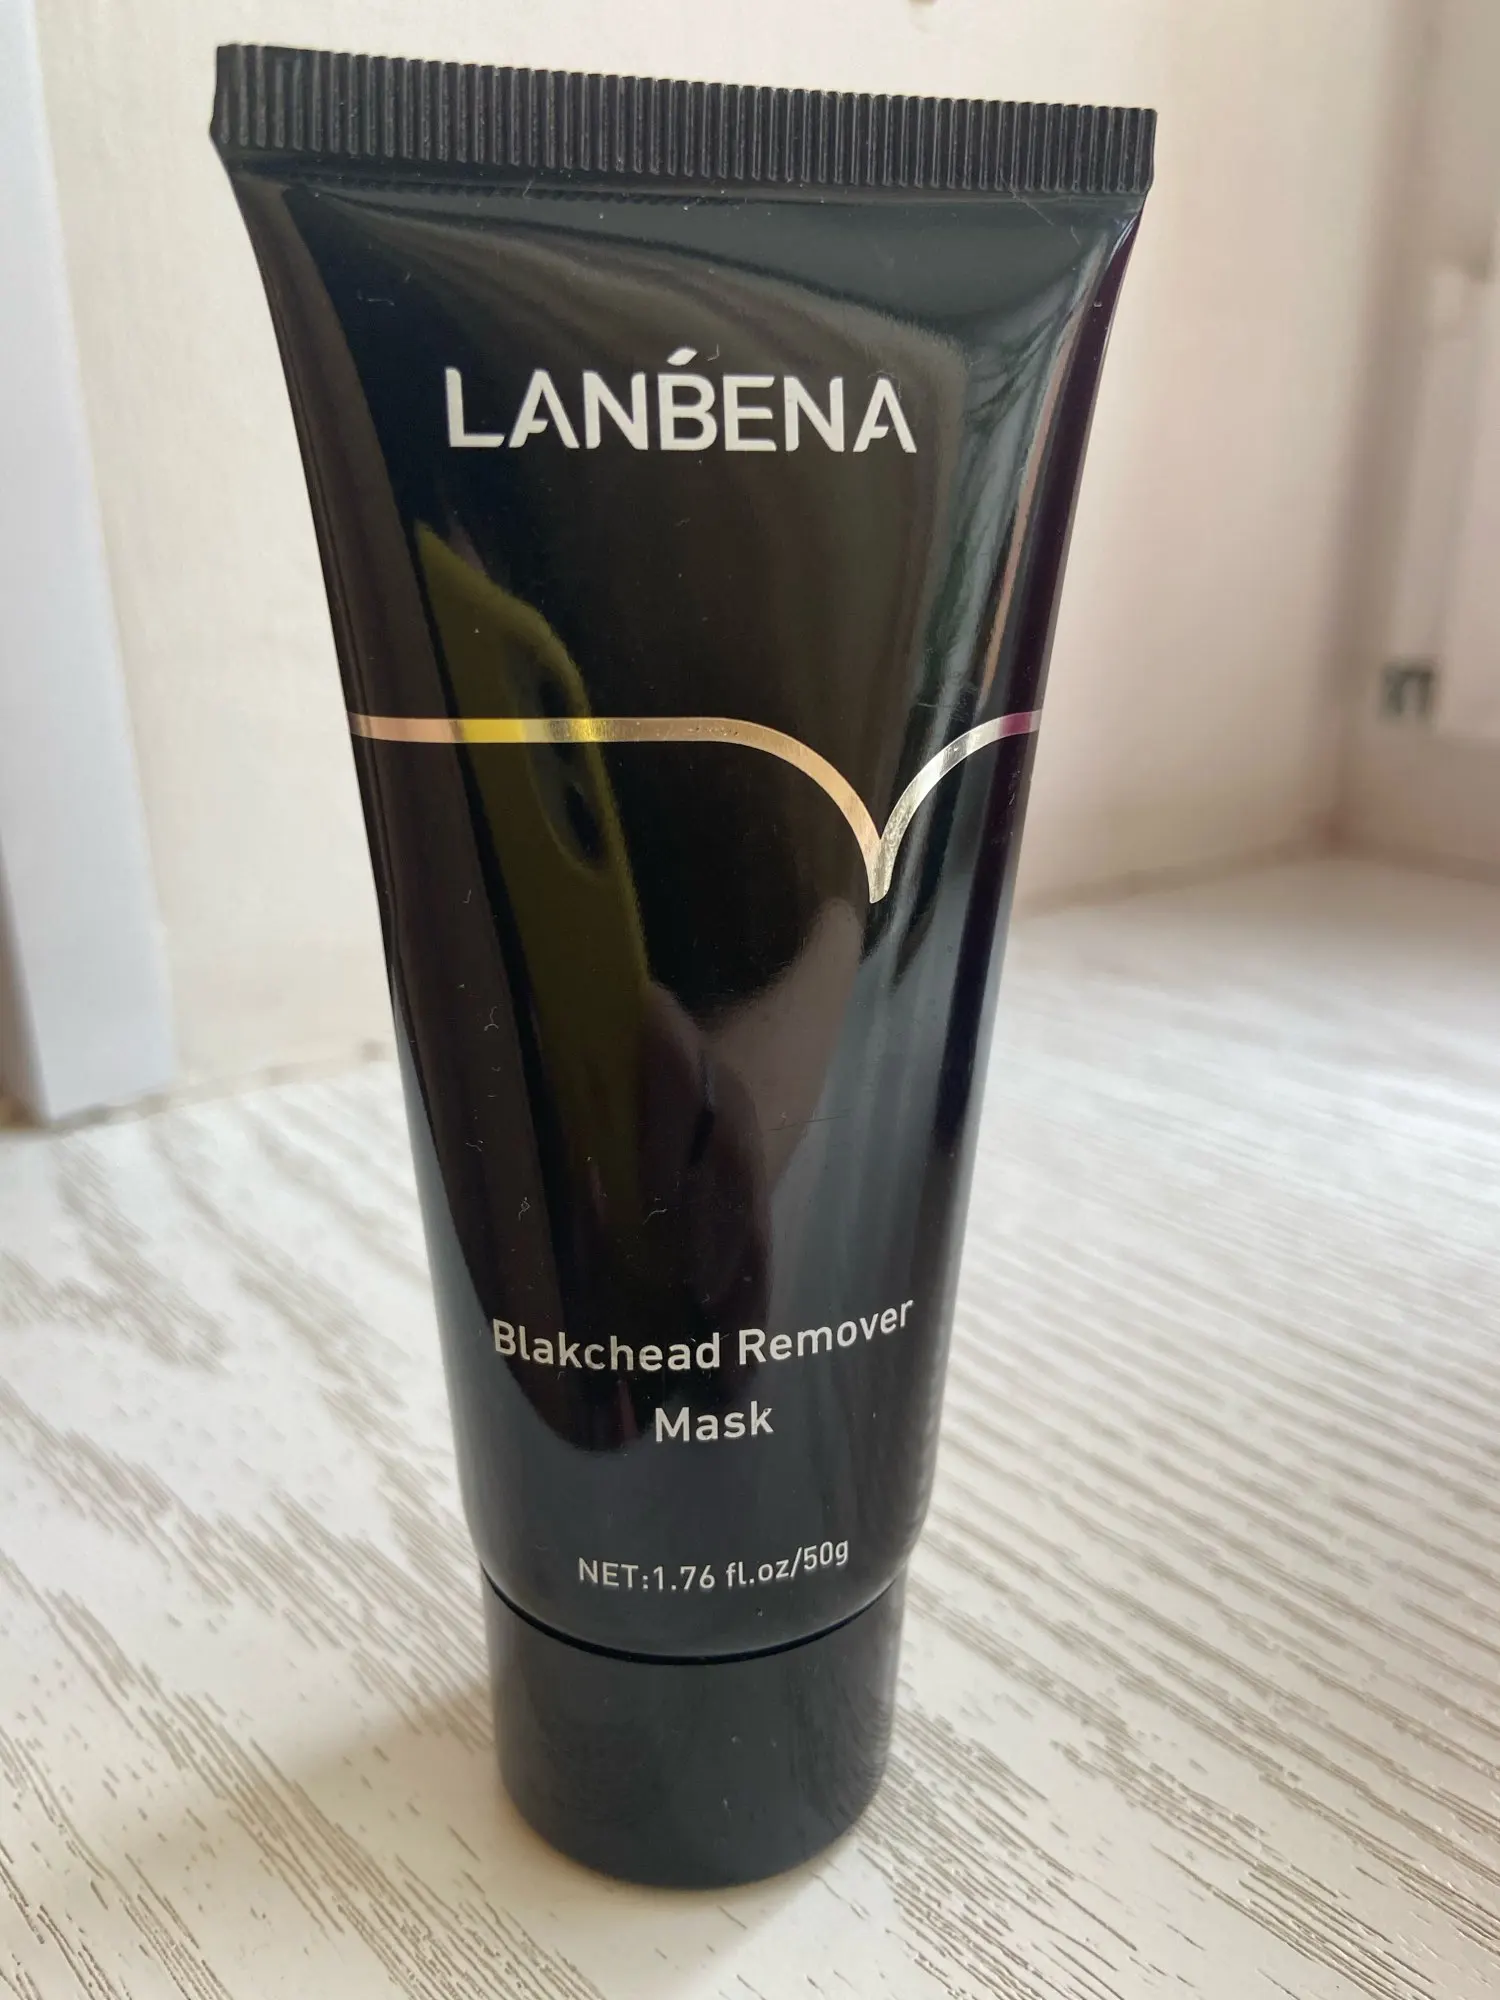 LANBENA
Blakchead Remover
Mask
NET:1.76 fl.oz/50g